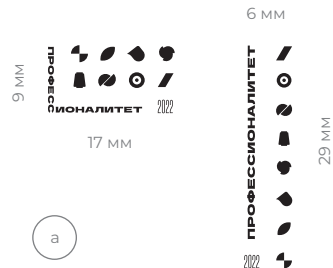 6 мм
9 мм
ПРОФЕССИОНАЛИТЕТ 2022
17 мм
ПРОФЕССИОНАЛИТЕТ
29 мм
а
2022